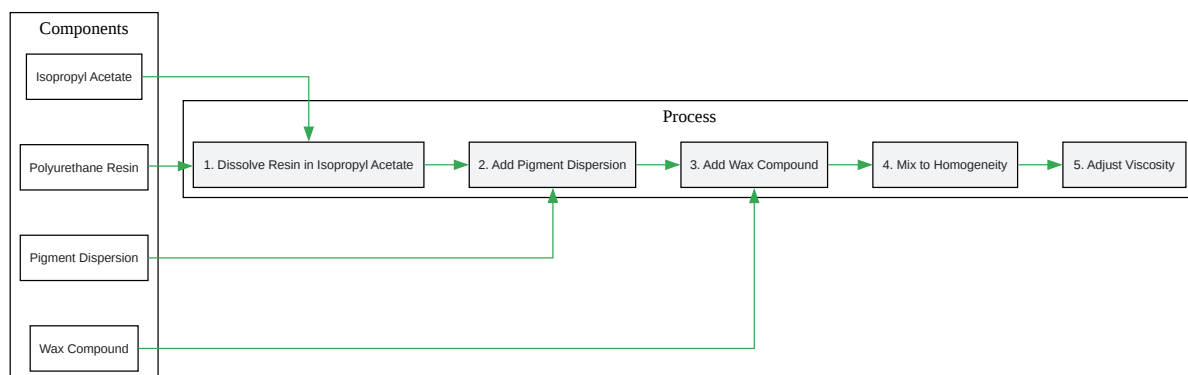 Components
Isopropyl Acetate
Polyurethane Resin
Pigment Dispersion
Wax Compound
Process
1. Dissolve Resin in Isopropyl Acetate
2. Add Pigment Dispersion
3. Add Wax Compound
4. Mix to Homogeneity
5. Adjust Viscosity